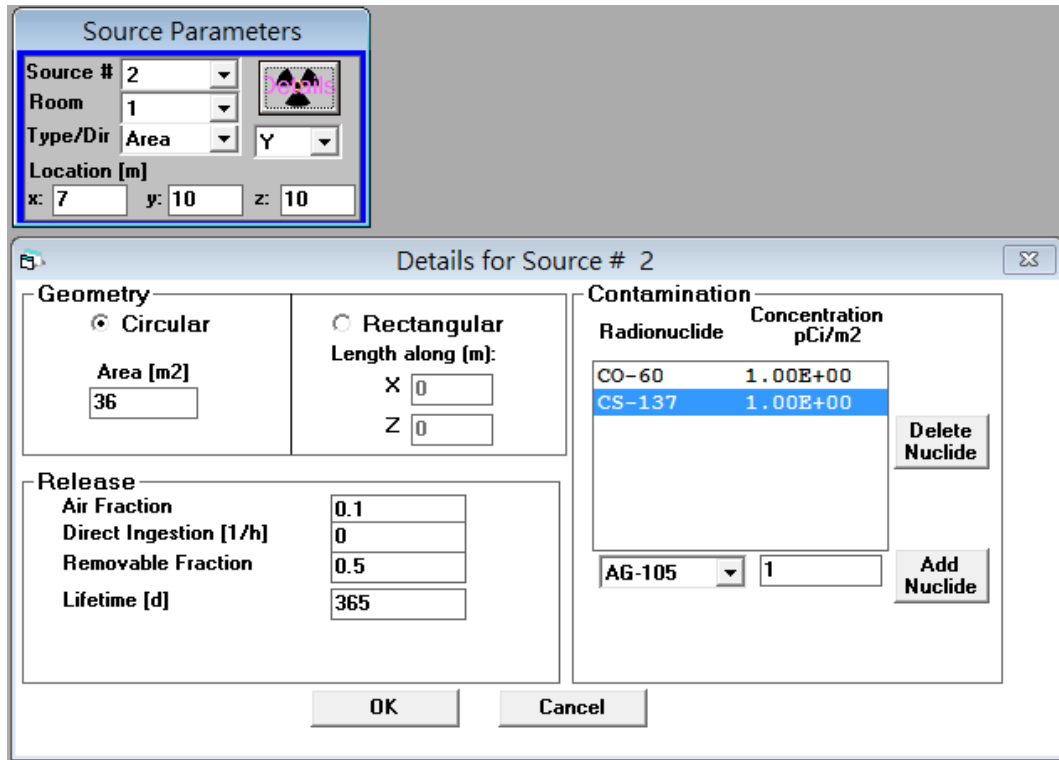 Source Parameters
Source # 2
Details
Room 1
Type/Dir Area Y
Location [m]
x: 7 y: 10 z: 10
Details for Source # 2
Geometry
Circular
Rectangular
Area [m2]
36
Length along (m):
X 0
Z 0
Release
Air Fraction 0.1
Direct Ingestion [1/h] 0
Removable Fraction 0.5
Lifetime [d] 365
Contamination
Radionuclide Concentration
pCi/m2
CO-60 1.00E+00
CS-137 1.00E+00
Delete
Nuclide
AG-105 1
Add
Nuclide
OK Cancel